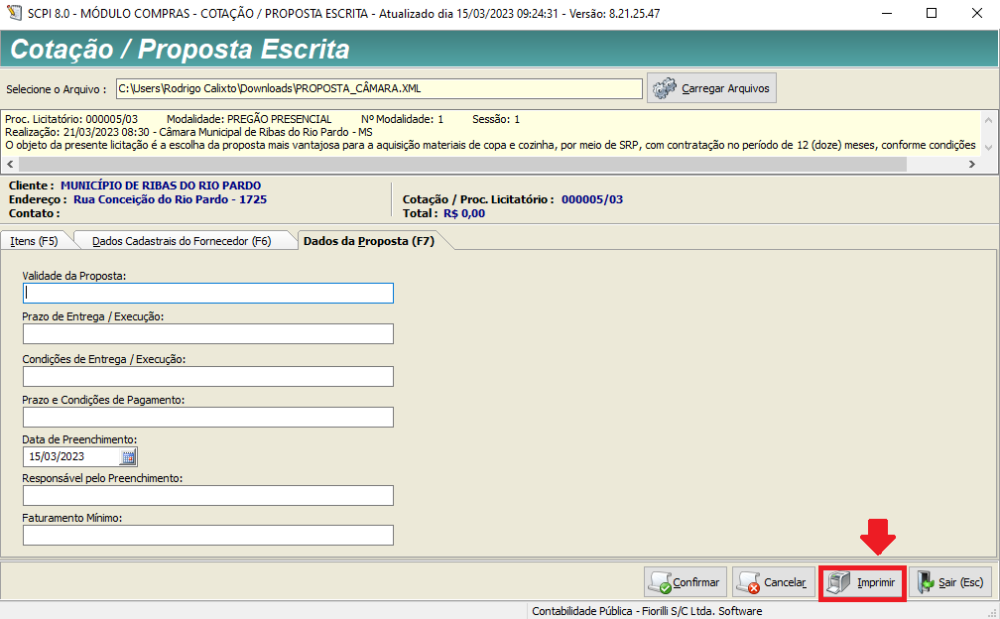 SCPI 8.0 - MÓDULO COMPRAS - COTAÇÃO / PROPOSTA ESCRITA - Atualizado dia 15/03/2023 09:24:31 - Versão: 8.21.25.47
Cotação / Proposta Escrita
Selecione o Arquivo : C:\Users\Rodrigo Calixto\Downloads\PROPOSTA_CÂMARA.XML Carregar Arquivos
Proc. Licitatório: 000005/03 Modalidade: PREGÃO PRESENCIAL Nº Modalidade: 1 Sessão: 1
Realização: 21/03/2023 08:30 - Câmara Municipal de Ribas do Rio Pardo - MS
O objeto da presente licitação é a escolha da proposta mais vantajosa para a aquisição materiais de copa e cozinha, por meio de SRP, com contratação no período de 12 (doze) meses, conforme condições
Cliente : MUNICÍPIO DE RIBAS DO RIO PARDO
Endereço : Rua Conceição do Rio Pardo - 1725 Cotação / Proc. Licitatório : 000005/03
Contato : Total : R$ 0,00
Itens (F5) Dados Cadastrais do Fornecedor (F6) Dados da Proposta (F7)
Validade da Proposta:
Prazo de Entrega / Execução:
Condições de Entrega / Execução:
Prazo e Condições de Pagamento:
Data de Preenchimento:
15/03/2023
Responsável pelo Preenchimento:
Faturamento Mínimo:
Confirmar Cancelar Imprimir Sair (Esc)
Contabilidade Pública - Fiorilli S/C Ltda. Software